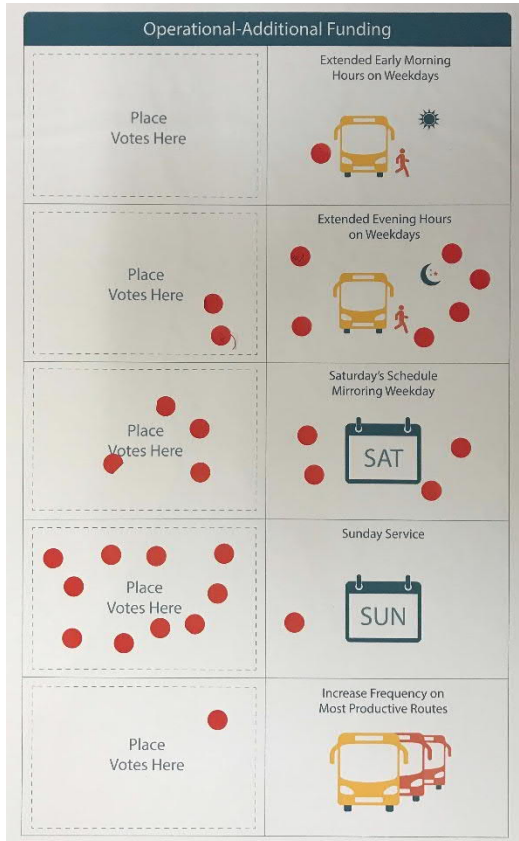 Operational-Additional Funding
Place
Votes Here
Extended Early Morning
Hours on Weekdays
Place
Votes Here
Extended Evening Hours
on Weekdays
Place
Votes Here
Saturday's Schedule
Mirroring Weekday
SAT
Place
Votes Here
Sunday Service
SUN
Place
Votes Here
Increase Frequency on
Most Productive Routes